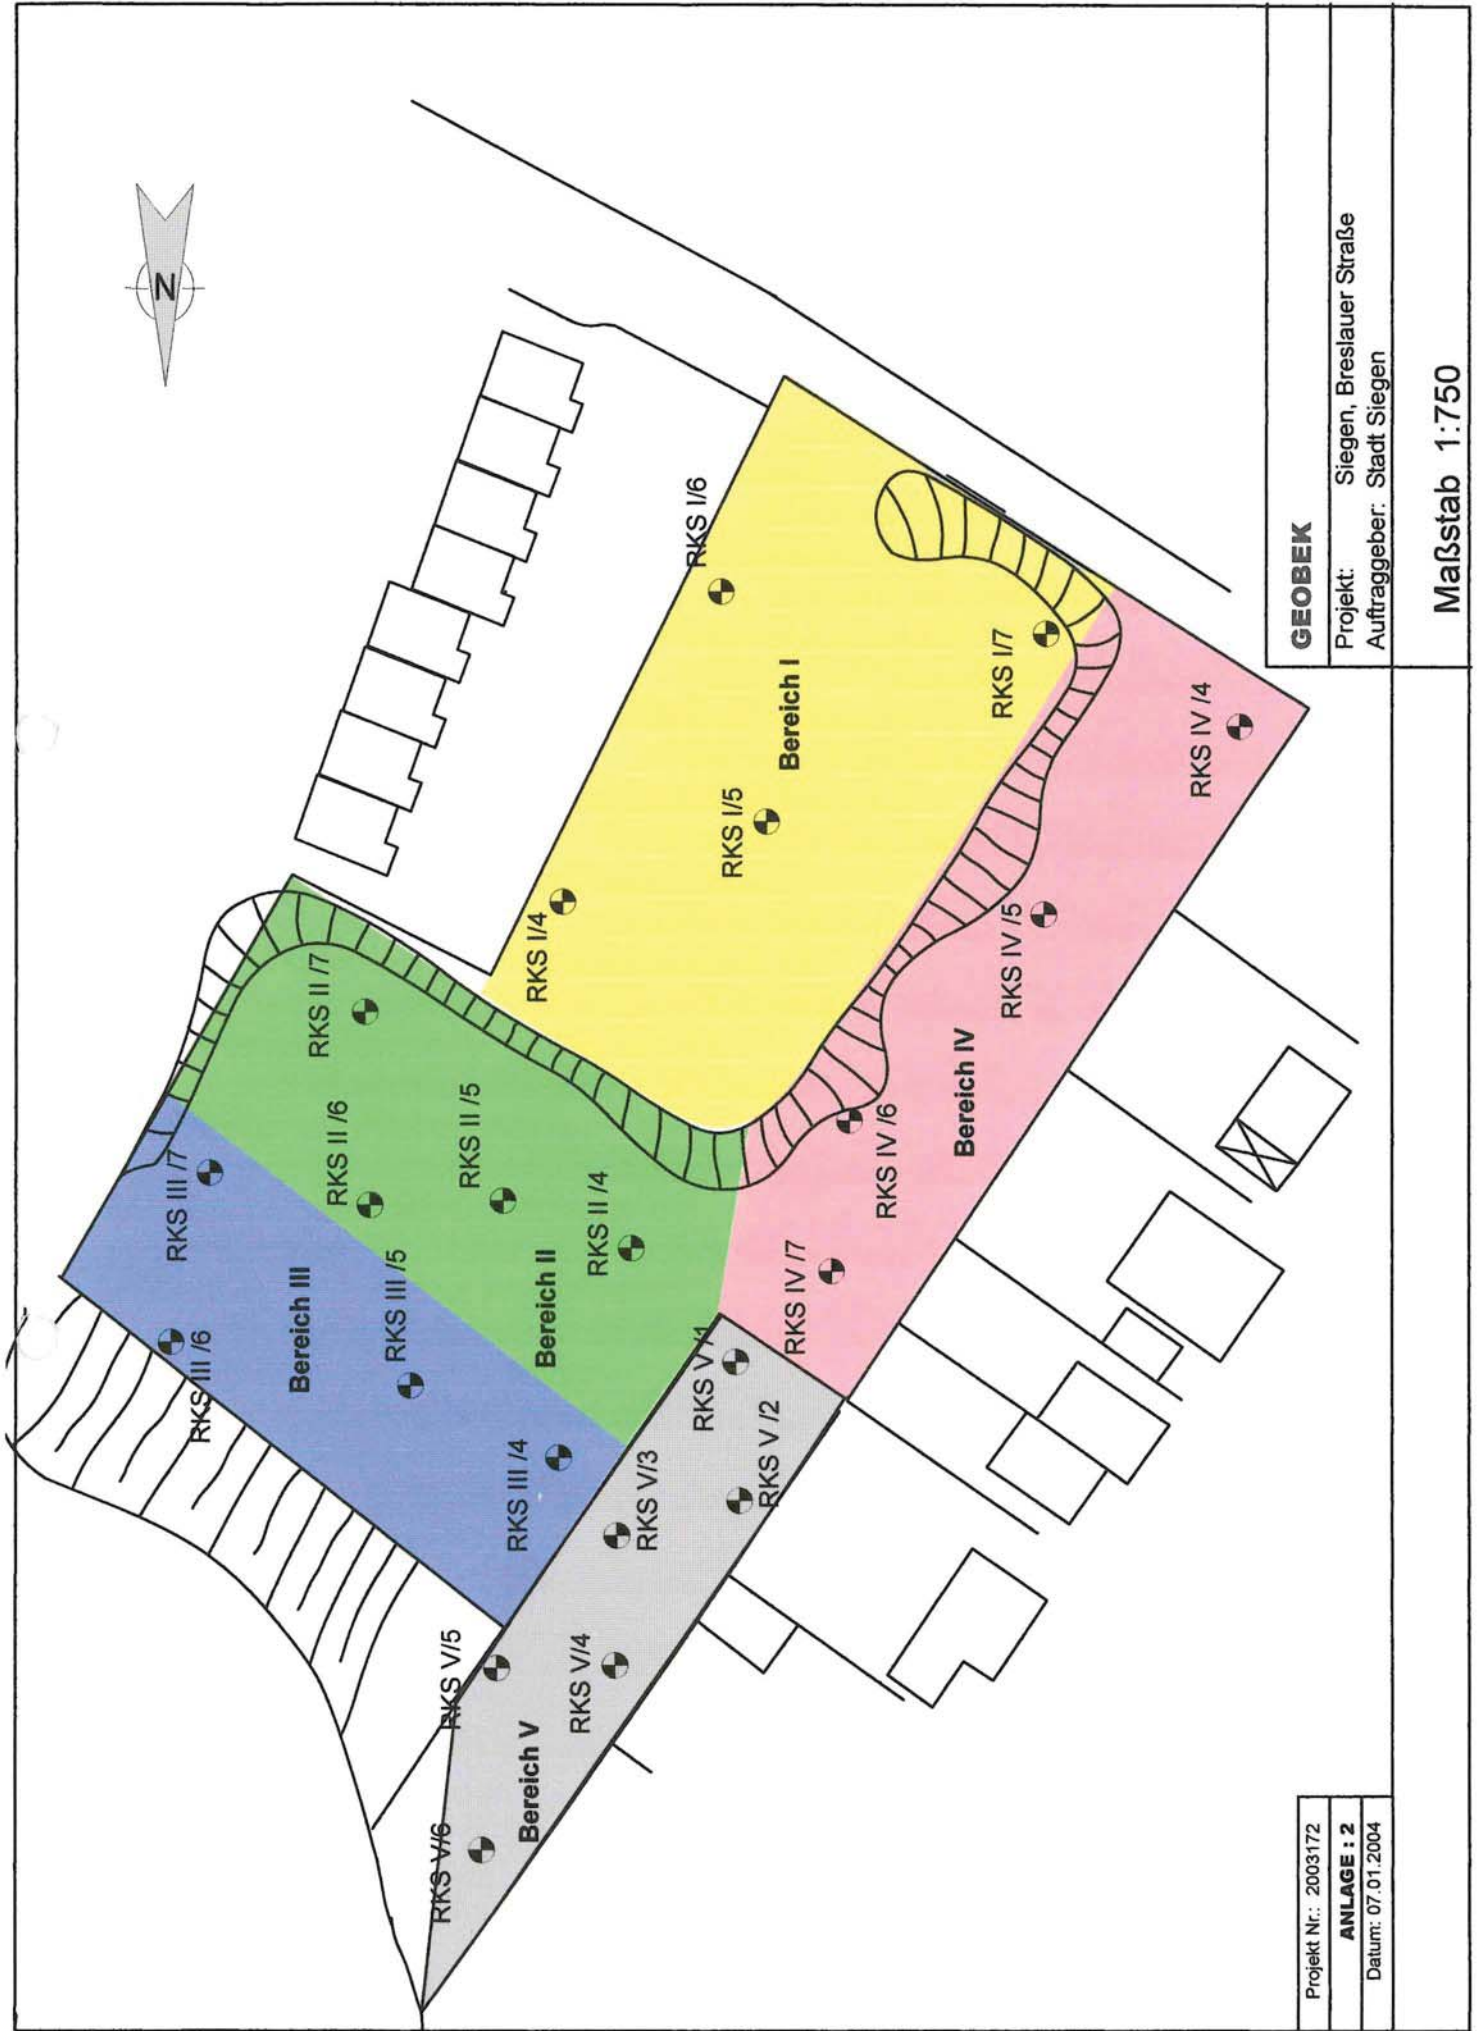 N
RKS I/6
Bereich I
RKS I/7
RKS I/5
RKS I/4
RKS IV /4
RKS IV /5
Bereich IV
RKS IV /6
RKS IV /7
RKS II /7
RKS II /6
RKS II /5
RKS II /4
Bereich II
RKS III /7
RKS III /6
Bereich III
RKS III /5
RKS III /4
RKS V /1
RKS V /2
RKS V/3
RKS V/4
RKS V/5
Bereich V
RKS V/6
Projekt Nr.: 2003172
ANLAGE : 2
Datum: 07.01.2004
GEOBEK
Projekt: Siegen, Breslauer Straße
Auftraggeber: Stadt Siegen
Maßstab 1:750